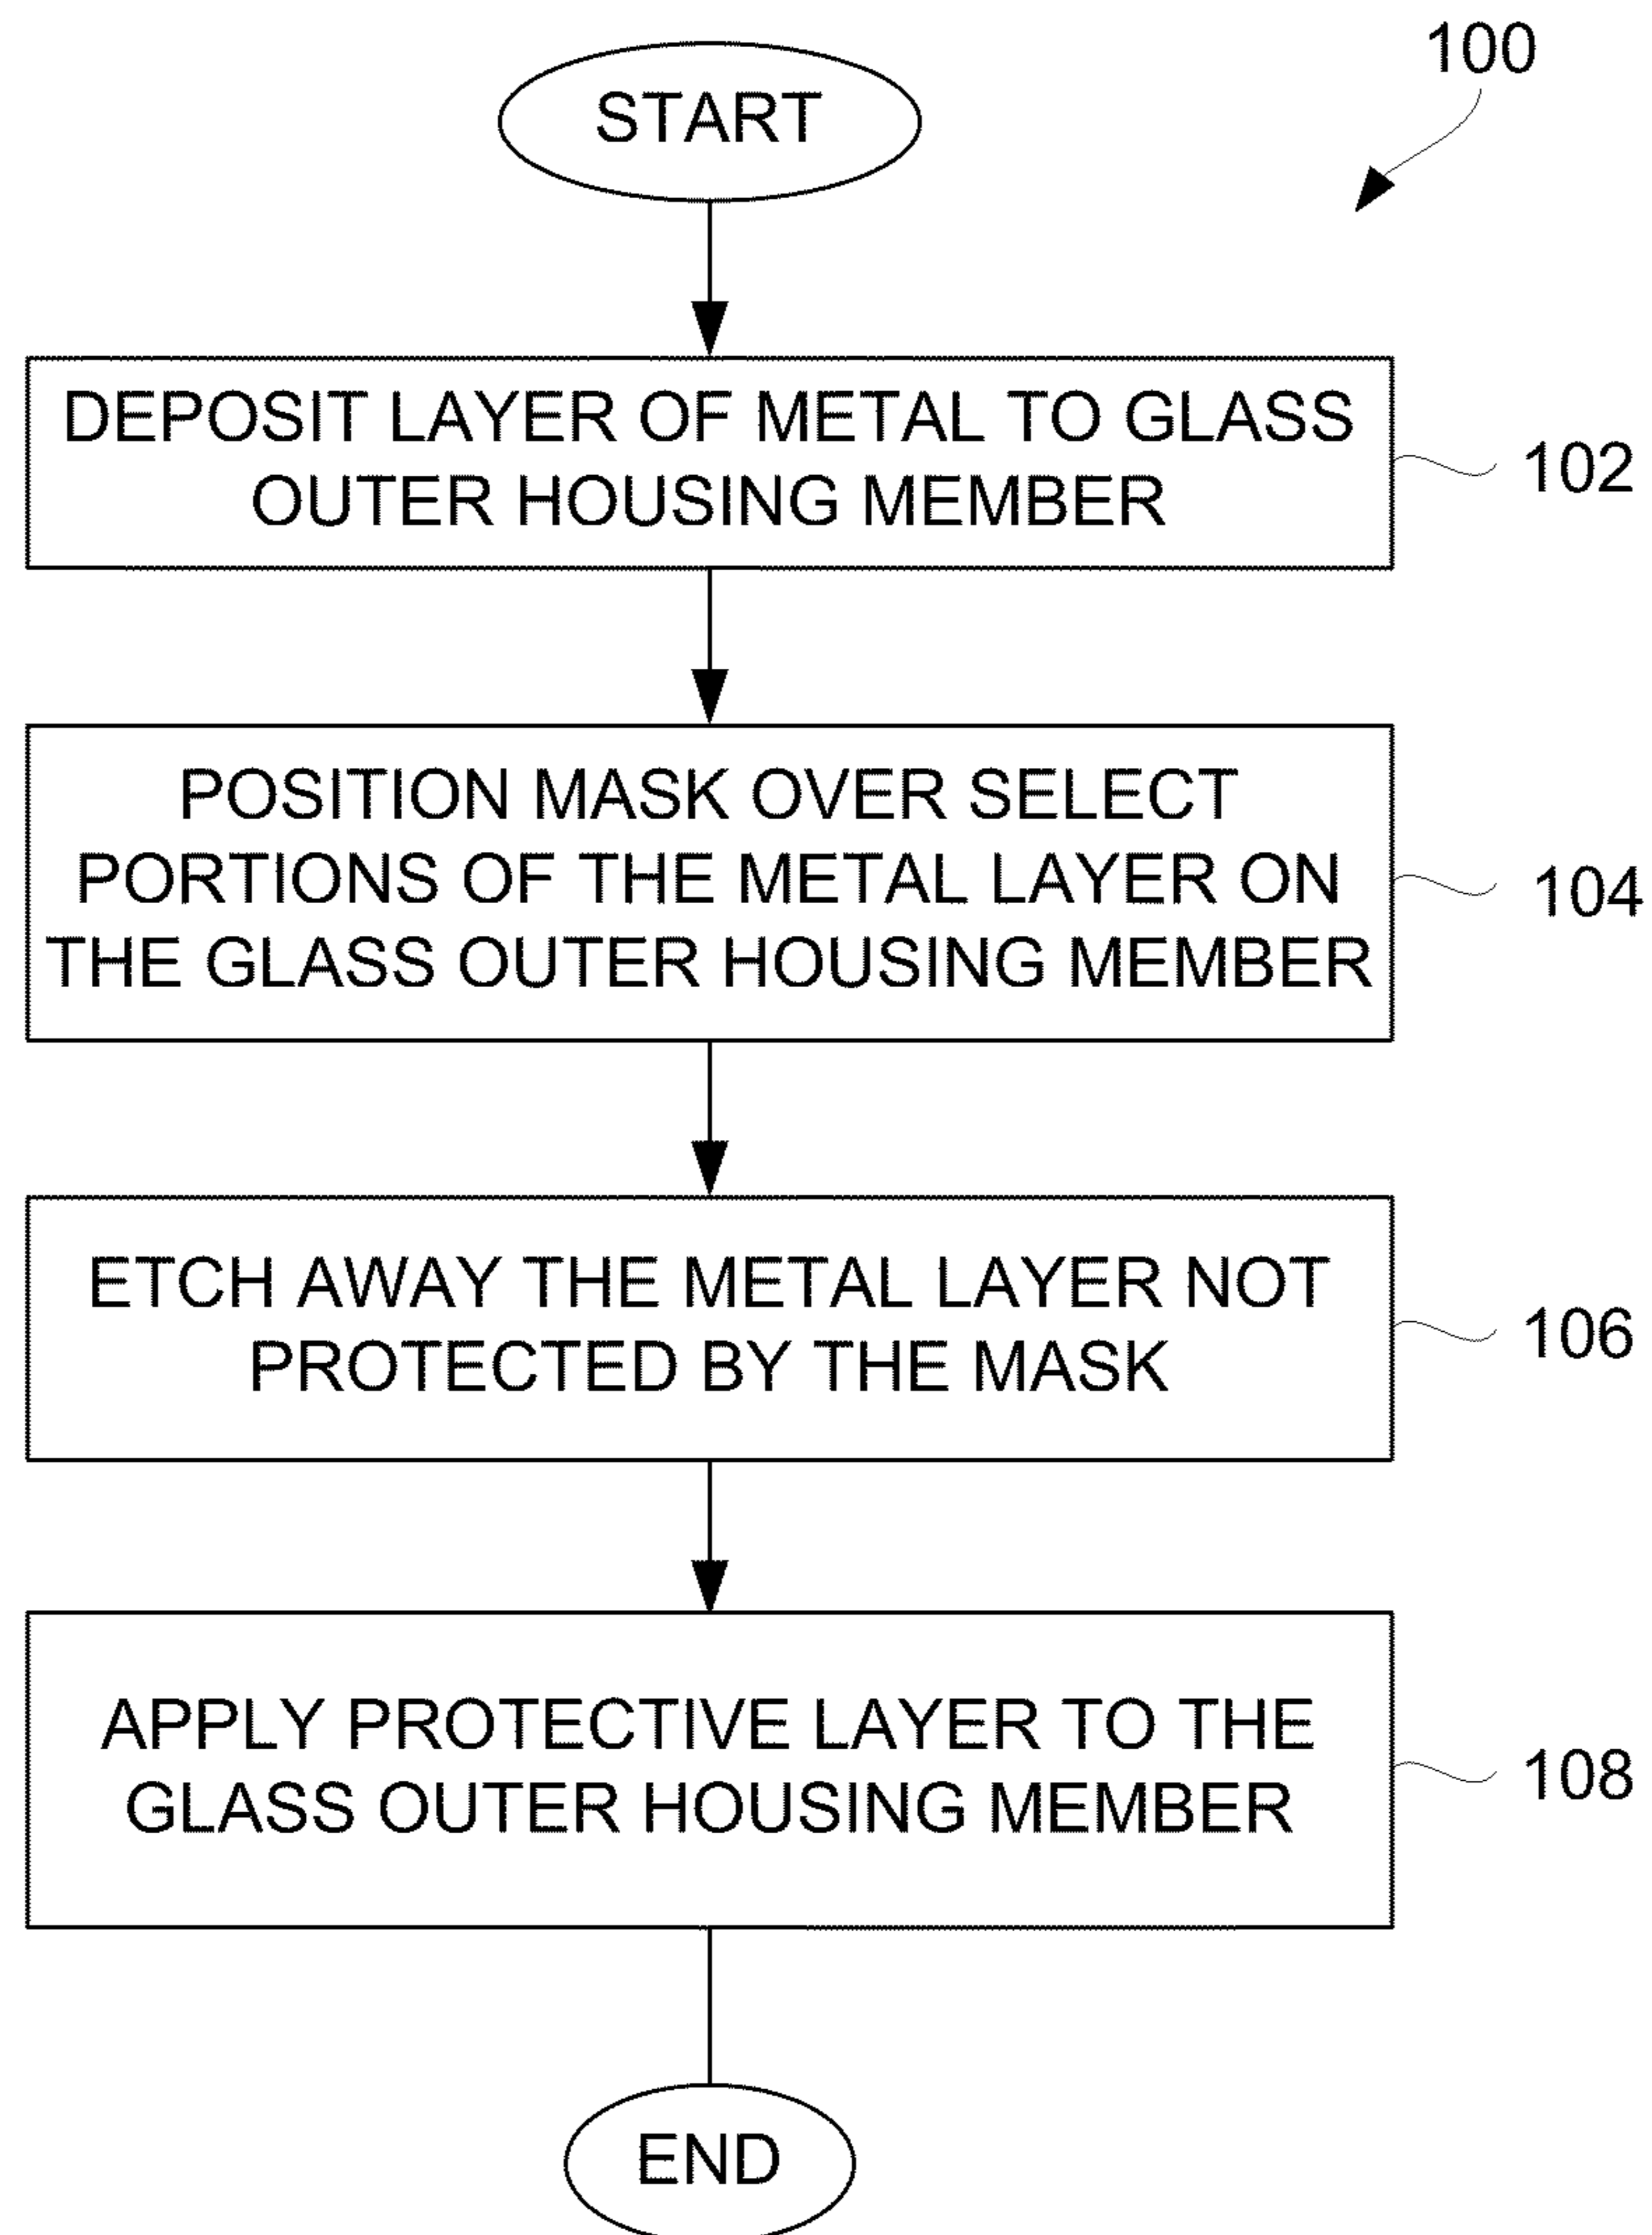 100
START
DEPOSIT LAYER OF METAL TO GLASS
OUTER HOUSING MEMBER
102
POSITION MASK OVER SELECT
PORTIONS OF THE METAL LAYER ON
THE GLASS OUTER HOUSING MEMBER
104
ETCH AWAY THE METAL LAYER NOT
PROTECTED BY THE MASK
106
APPLY PROTECTIVE LAYER TO THE
GLASS OUTER HOUSING MEMBER
108
END